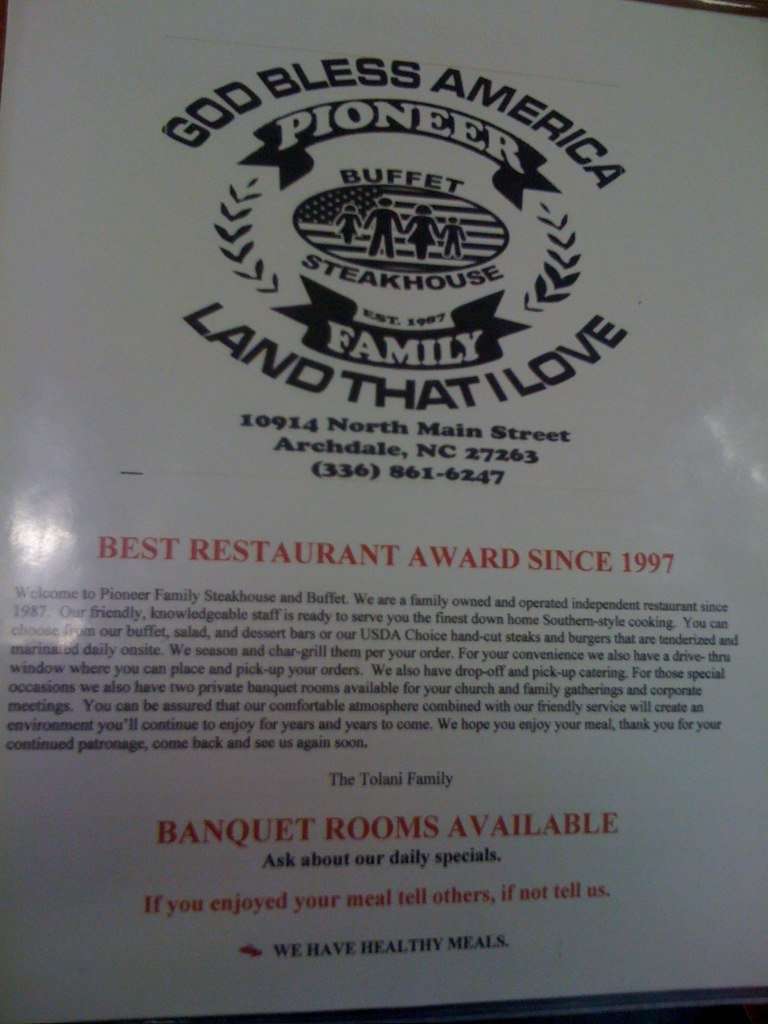 GOD BLESS AMERICA
PIONEER
BUFFET
STEAKHOUSE
EST. 1987
FAMILY
LAND THAT I LOVE
10914 North Main Street
Archdale, NC 27263
(336) 861-6247
BEST RESTAURANT AWARD SINCE 1997
Welcome to Pioneer Family Steakhouse and Buffet. We are a family owned and operated independent restaurant since
1987. Our friendly, knowledgeable staff is ready to serve you the finest down home Southern-style cooking. You can
choose from our buffet, salad, and dessert bars or our USDA Choice hand-cut steaks and burgers that are tenderized and
marinated daily onsite. We season and char-grill them per your order. For your convenience we also have a drive- thru
window where you can place and pick-up your orders. We also have drop-off and pick-up catering. For those special
occasions we also have two private banquet rooms available for your church and family gatherings and corporate
meetings. You can be assured that our comfortable atmosphere combined with our friendly service will create an
environment you'll continue to enjoy for years and years to come. We hope you enjoy your meal, thank you for your
continued patronage, come back and see us again soon.
The Tolani Family
BANQUET ROOMS AVAILABLE
Ask about our daily specials.
If you enjoyed your meal tell others, if not tell us.
WE HAVE HEALTHY MEALS.